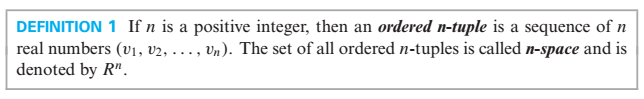 DEFINITION 1 If n is a positive integer, then an ordered n-tuple is a sequence of n
real numbers (v₁, v₂, . . . , vₙ). The set of all ordered n-tuples is called n-space and is
denoted by Rⁿ.